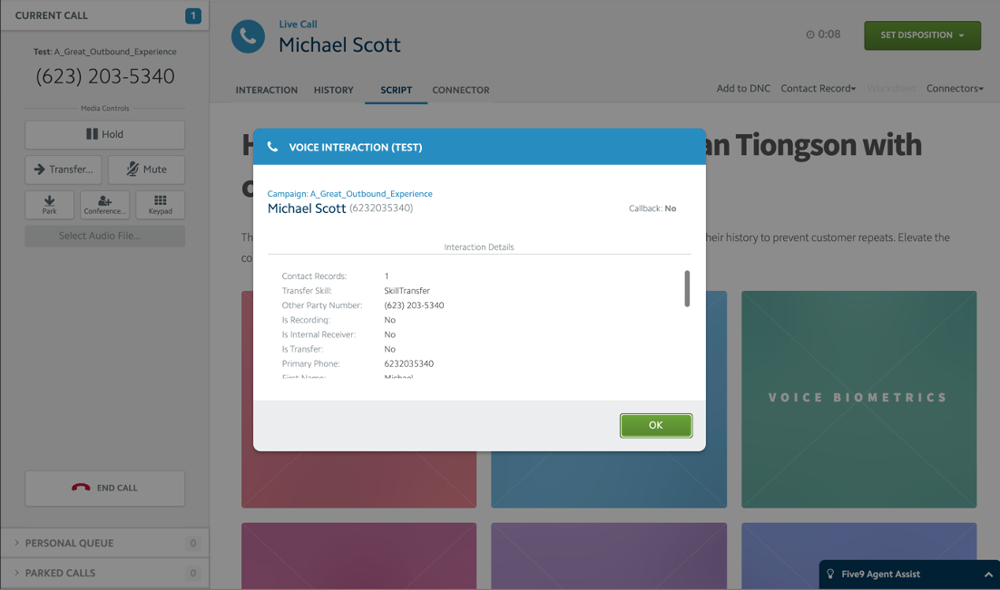 CURRENT CALL
1
Test: A_Great_Outbound_Experience
(623) 203-5340
Media Controls
Hold
Transfer...
Mute
Park
Conference...
Keypad
Select Audio File...
END CALL
PERSONAL QUEUE
0
PARKED CALLS
0
Live Call
Michael Scott
0:08
SET DISPOSITION
INTERACTION
HISTORY
SCRIPT
CONNECTOR
Add to DNC
Contact Record
Worksheet
Connectors
an Tiongson with
Th
heir history to prevent customer repeats. Elevate the
co
VOICE INTERACTION (TEST)
Campaign: A_Great_Outbound_Experience
Michael Scott (6232035340)
Callback: No
Interaction Details
Contact Records: 1
Transfer Skill: SkillTransfer
Other Party Number: (623) 203-5340
Is Recording: No
Is Internal Receiver: No
Is Transfer: No
Primary Phone: 6232035340
First Name: Michael
OK
VOICE BIOMETRICS
Five9 Agent Assist